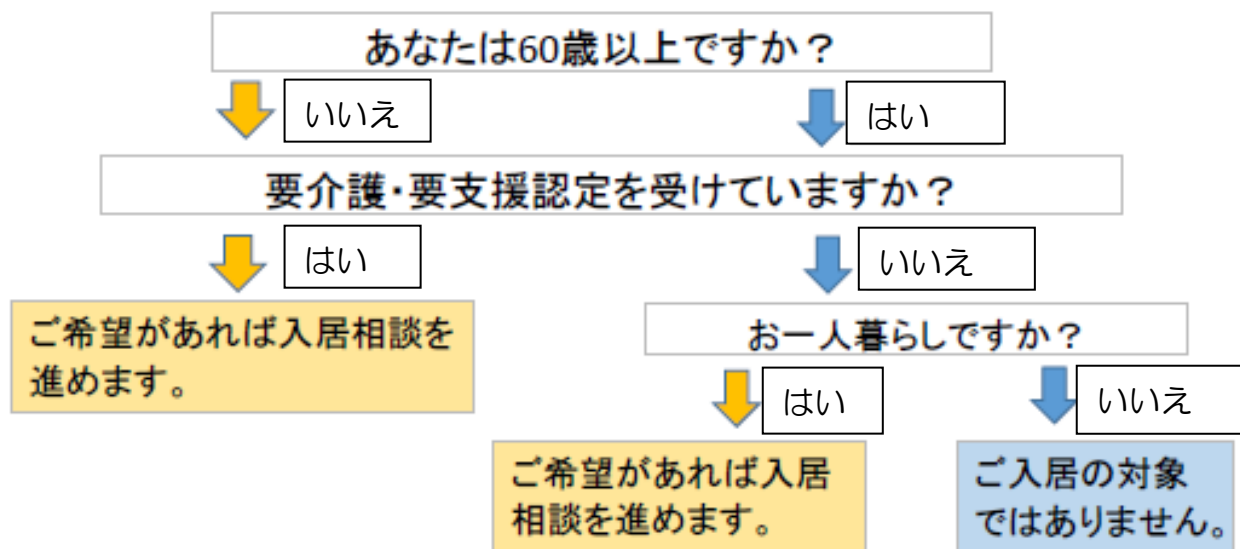 あなたは60歳以上ですか？
いいえ
はい
要介護・要支援認定を受けていますか？
はい
いいえ
ご希望があれば入居相談を
進めます。
お一人暮らしですか？
はい
いいえ
ご希望があれば入居
相談を進めます。
ご入居の対象
ではありません。